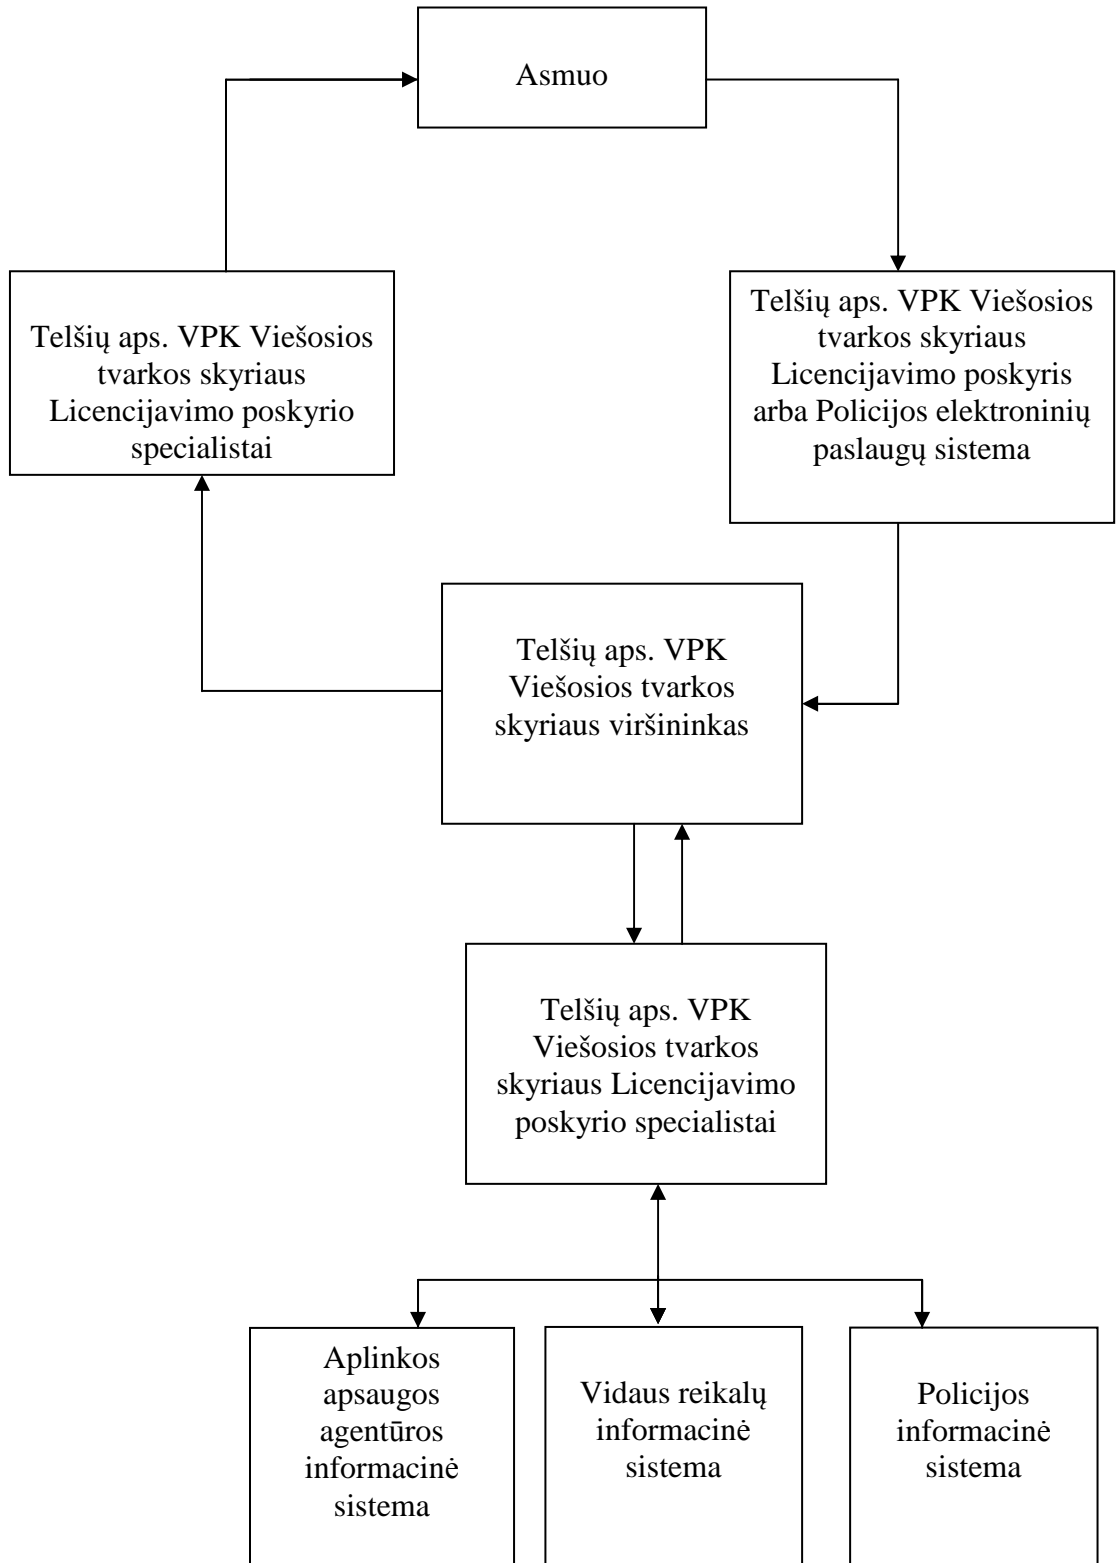 Asmuo
Telšių aps. VPK Viešosios
tvarkos skyriaus
Licencijavimo poskyrio
specialistai
Telšių aps. VPK Viešosios
tvarkos skyriaus
Licencijavimo poskyris
arba Policijos elektroninių
paslaugų sistema
Telšių aps. VPK
Viešosios tvarkos
skyriaus viršininkas
Telšių aps. VPK
Viešosios tvarkos
skyriaus Licencijavimo
poskyrio specialistai
Aplinkos
apsaugos
agentūros
informacinė
sistema
Vidaus reikalų
informacinė
sistema
Policijos
informacinė
sistema